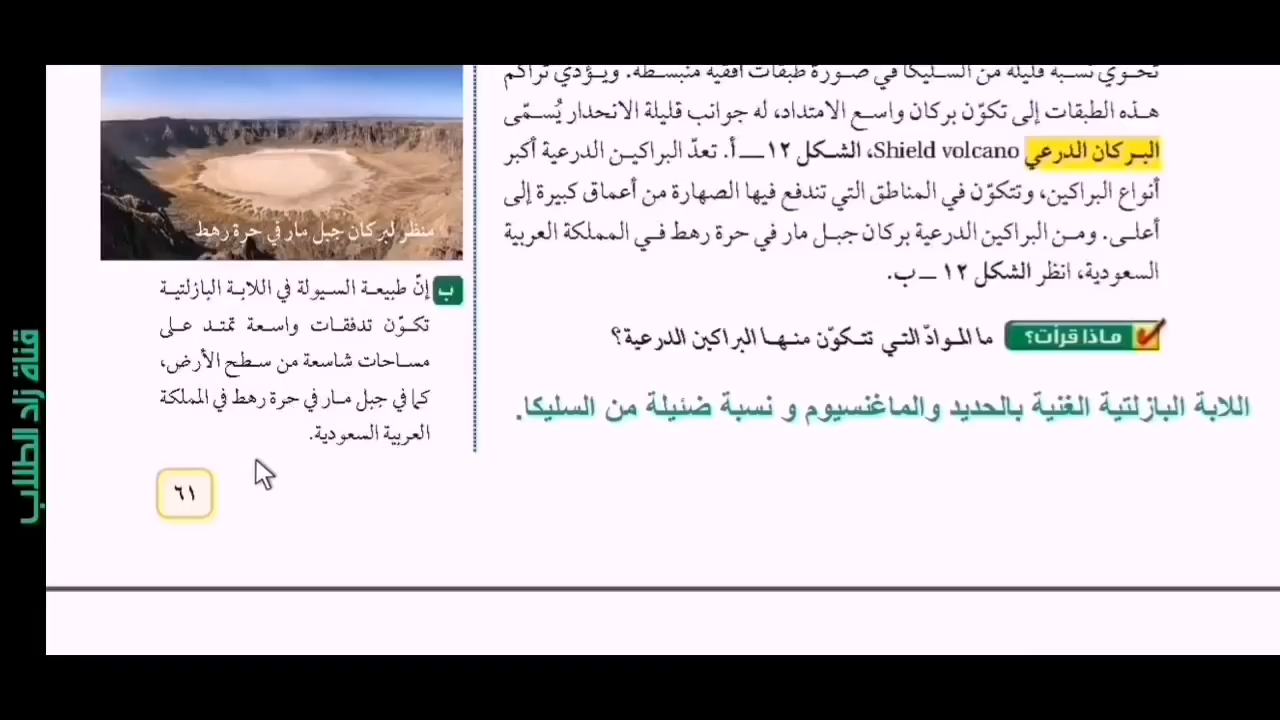 تحوي نسبة قليلة من السليكا في صورة طبقات أفقية منبسطة. ويؤدي تراكم
هذه الطبقات إلى تكوّن بركان واسع الامتداد، له جوانب قليلة الانحدار يُسمّى
البركان الدرعي Shield volcano، الشكل ١٢ ــ أ. تعدّ البراكين الدرعية أكبر
أنواع البراكين، وتتكوّن في المناطق التي تندفع فيها الصهارة من أعماق كبيرة إلى
أعلى. ومن البراكين الدرعية بركان جبل مار في حرة رهط في المملكة العربية
السعودية، انظر الشكل ١٢ ــ ب.
ماذا قرأت؟ ما الموادّ التي تتكوّن منها البراكين الدرعية؟
اللابة البازلتية الغنية بالحديد والماغنسيوم و نسبة ضئيلة من السليكا.
منظر لبركان جبل مار في حرة رهط
ب إنّ طبيعة السيولة في اللابة البازلتية
تكوّن تدفقات واسعة تمتد على
مساحات شاسعة من سطح الأرض،
كما في جبل مار في حرة رهط في المملكة
العربية السعودية.
٦١
قناة زاد الطلاب